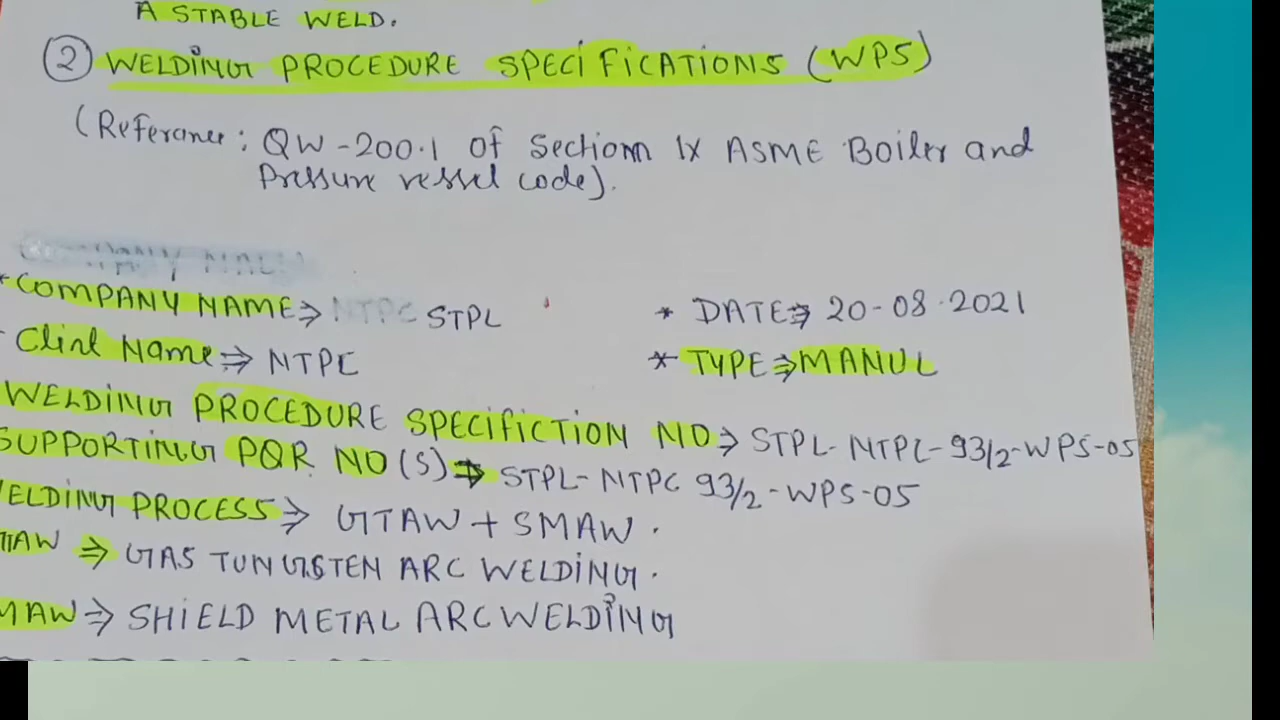 A STABLE WELD.
② WELDING PROCEDURE SPECIFICATIONS (WPS)
(Referance: QW-200.1 of Section IX ASME Boiler and
Pressure vessel code).
COMPANY NAME⇒ NTPC STPL
* DATE⇒ 20-08-2021
Clint Name⇒ NTPC
* TYPE⇒MANUL
WELDING PROCEDURE SPECIFICTION NO⇒ STPL-NTPL-93/2-WPS-05
SUPPORTING PQR NO(S)⇒ STPL-NTPC 93/2-WPS-05
ELDING PROCESS⇒ GTAW + SMAW.
TAW ⇒ GAS TUNGSTEN ARC WELDING.
MAW⇒ SHIELD METAL ARC WELDING